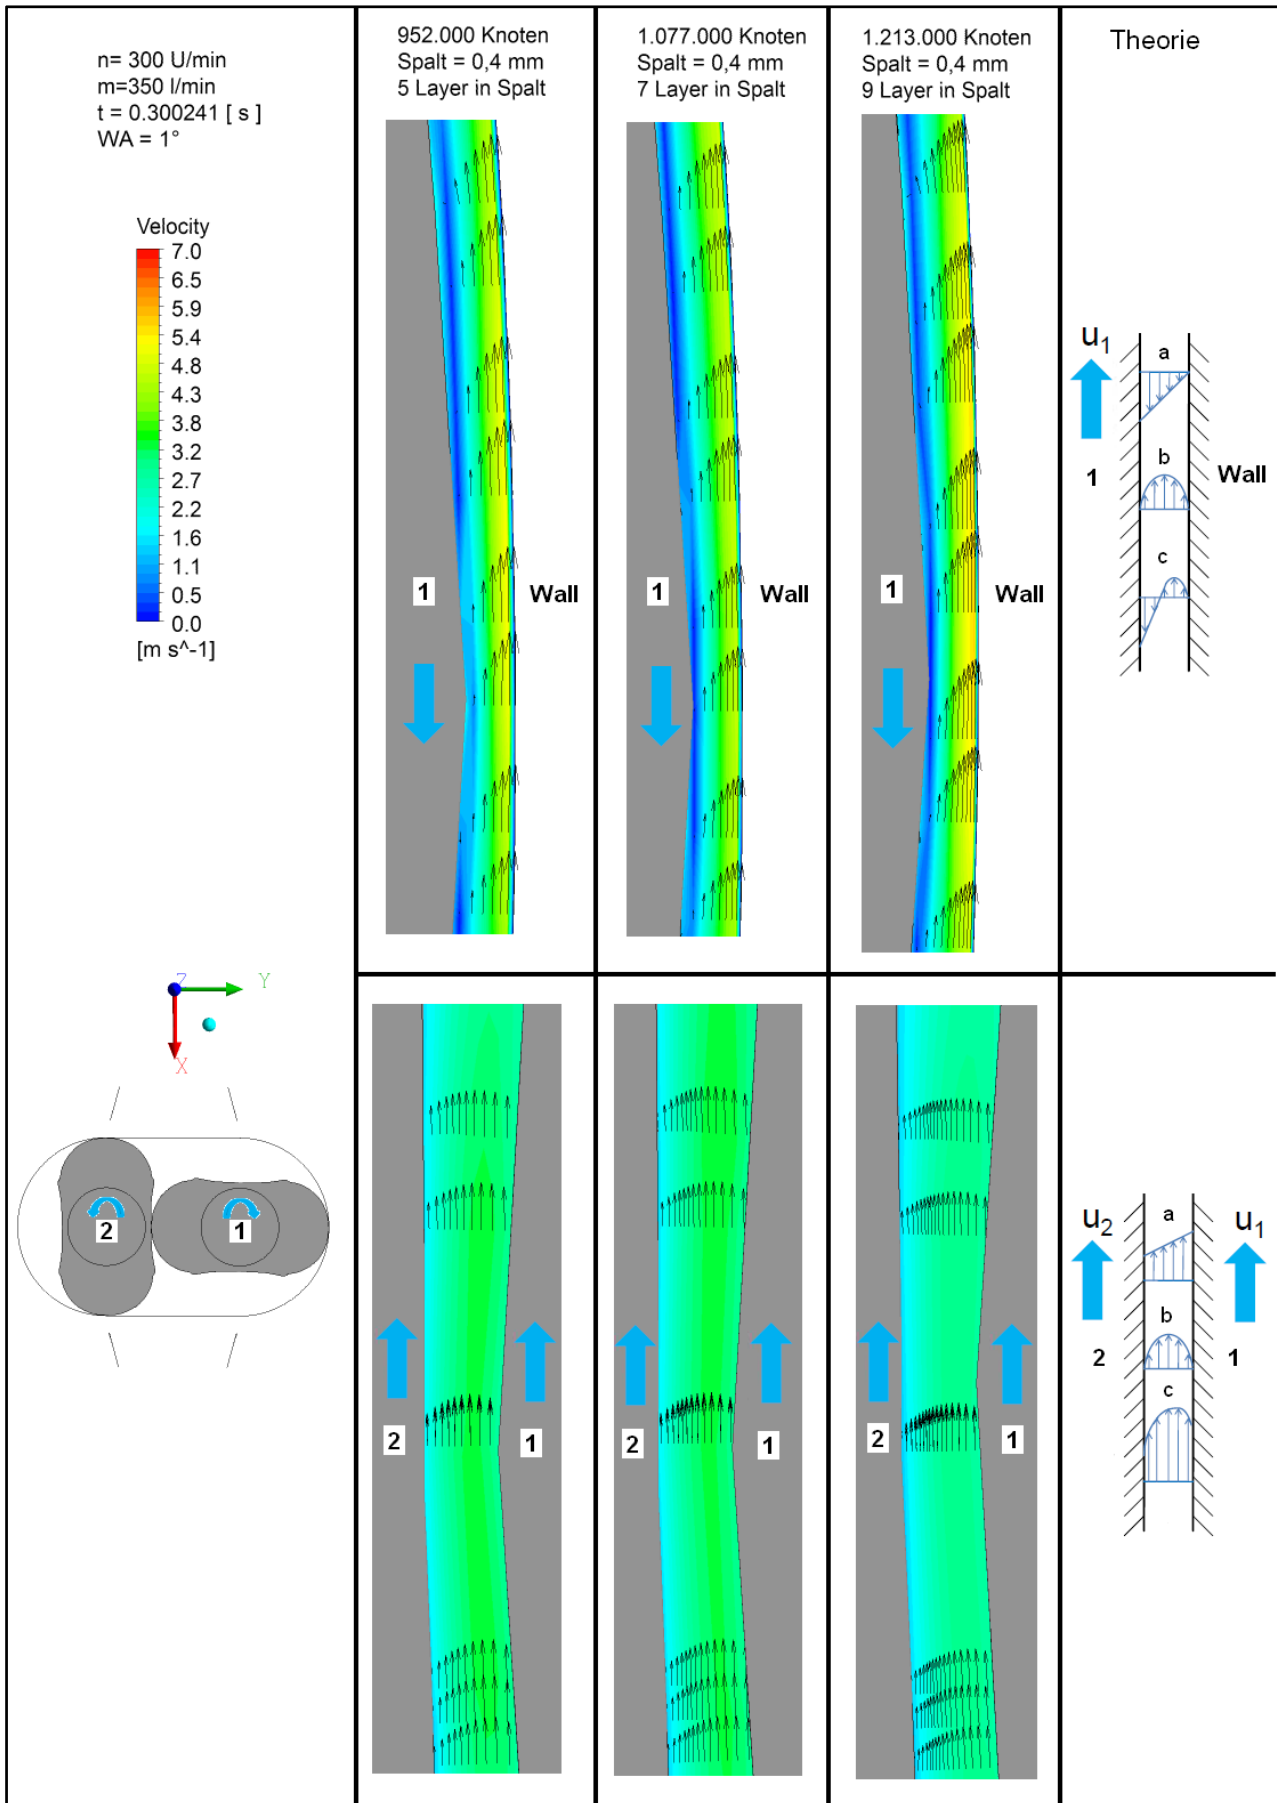 n= 300 U/min
m=350 l/min
t = 0.300241 [ s ]
WA = 1°
952.000 Knoten
Spalt = 0,4 mm
5 Layer in Spalt
1.077.000 Knoten
Spalt = 0,4 mm
7 Layer in Spalt
1.213.000 Knoten
Spalt = 0,4 mm
9 Layer in Spalt
Theorie
Velocity
7.0
6.5
5.9
5.4
4.8
4.3
3.8
3.2
2.7
2.2
1.6
1.1
0.5
0.0
[m s^-1]
1
Wall
1
Wall
1
Wall
u1
a
b
1
Wall
c
Z
Y
X
2
1
2
1
2
1
2
1
u2
a
u1
b
2
1
c